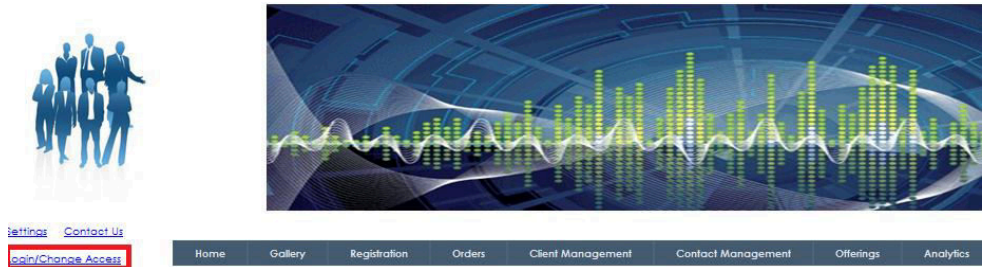 Settings Contact Us
Login/Change Access
Home Gallery Registration Orders Client Management Contact Management Offerings Analytics